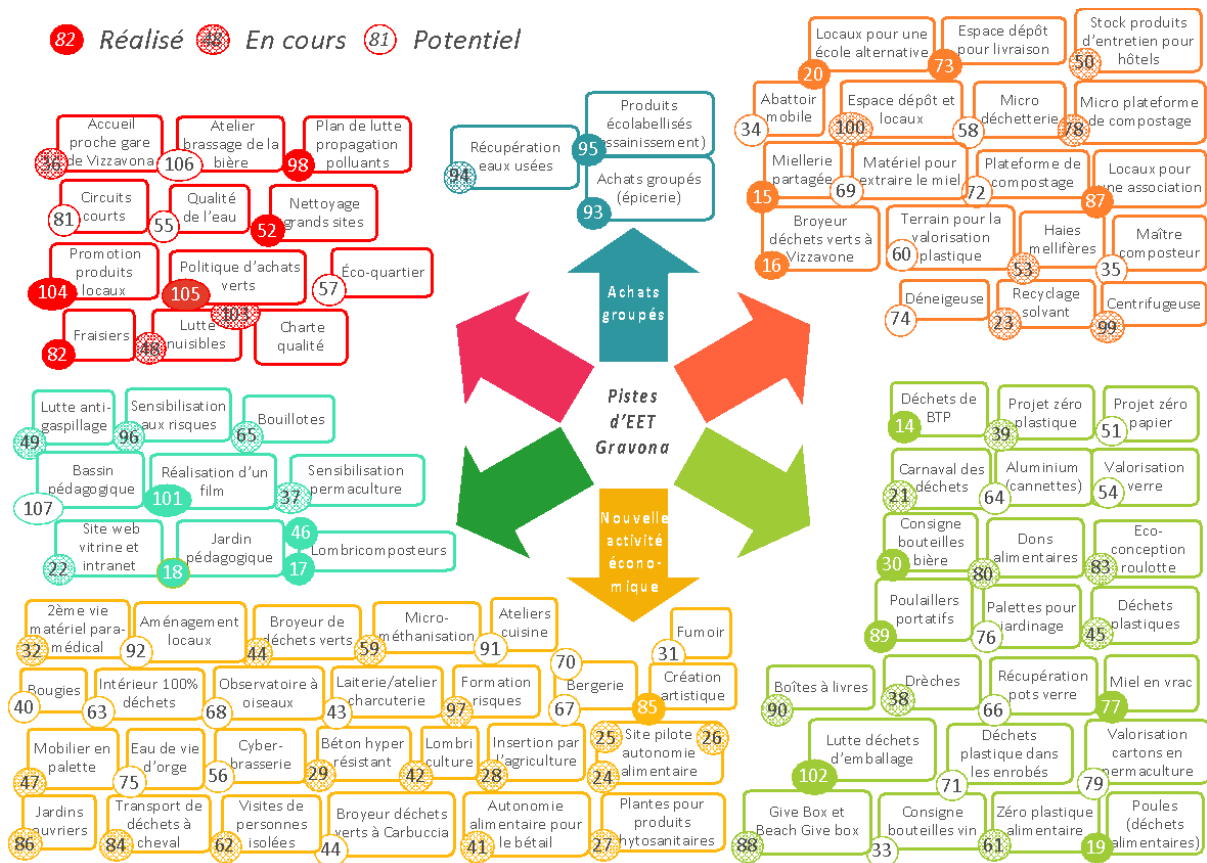 82 Réalisé 48 En cours 81 Potentiel
Accueil
proche gare
de Vizzavona
36
Atelier
brassage de la
bière
106
Plan de lutte
propagation
polluants
98
Circuits
courts
81
Qualité
de l'eau
55
Nettoyage
grands sites
52
Promotion
produits
locaux
104
Politique d'achats
verts
105
Éco-quartier
57
Fraisiers
82
Lutte
nuisibles
48
103
Charte
qualité
Récupération
eaux usées
94
Produits
écolabellisés
(assainissement)
95
Achats groupés
(épicerie)
93
Locaux pour une
école alternative
20
Espace dépôt
pour livraison
73
Stock produits
d'entretien pour
hôtels
50
Abattoir
mobile
34
Espace dépôt et
locaux
100
Micro
déchetterie
58
Micro plateforme
de compostage
78
Miellerie
partagée
15
Matériel pour
extraire le miel
69
Plateforme de
compostage
72
Locaux pour
une association
87
Broyeur
déchets verts à
Vizzavone
16
Terrain pour la
valorisation
plastique
60
Haies
mellifères
53
Maître
composteur
35
Déneigeuse
74
Recyclage
solvant
23
Centrifugeuse
99
Achats
groupés
Pistes
d'EET
Gravona
Nouvelle
activité
écono-
mique
Lutte anti-
gaspillage
49
Sensibilisation
aux risques
96
Bouillotes
65
Bassin
pédagogique
107
Réalisation d'un
film
101
Sensibilisation
permaculture
37
Site web
vitrine et
intranet
22
Jardin
pédagogique
18
46
Lombricomposteurs
17
Déchets de
BTP
14
Projet zéro
plastique
39
Projet zéro
papier
51
Carnaval des
déchets
21
Aluminium
(cannettes)
64
Valorisation
verre
54
Consigne
bouteilles
bière
30
Dons
alimentaires
80
Eco-
conception
roulotte
83
Poulaillers
portatifs
89
Palettes pour
jardinage
76
Déchets
plastiques
45
Boîtes à livres
90
Drèches
38
Récupération
pots verre
66
Miel en vrac
77
Lutte déchets
d'emballage
102
Déchets
plastique dans
les enrobés
71
Valorisation
cartons en
permaculture
79
Give Box et
Beach Give box
88
Consigne
bouteilles vin
33
Zéro plastique
alimentaire
61
Poules
(déchets
alimentaires)
19
2ème vie
matériel para-
médical
32
Aménagement
locaux
92
Broyeur de
déchets verts
44
Micro-
méthanisation
59
Ateliers
cuisine
91
Fumoir
31
Bougies
40
Intérieur 100%
déchets
63
Observatoire à
oiseaux
68
Laiterie/atelier
charcuterie
43
Formation
risques
97
70
Bergerie
67
Création
artistique
85
Mobilier en
palette
47
Eau de vie
d'orge
75
Cyber-
brasserie
56
Béton hyper
résistant
29
Lombri
culture
42
Insertion par
l'agriculture
28
25
Site pilote
autonomie
alimentaire
26
24
Jardins
ouvriers
86
Transport de
déchets à
cheval
84
Visites de
personnes
isolées
62
Broyeur déchets
verts à Carbuccia
44
Autonomie
alimentaire pour
le bétail
41
Plantes pour
produits
phytosanitaires
27